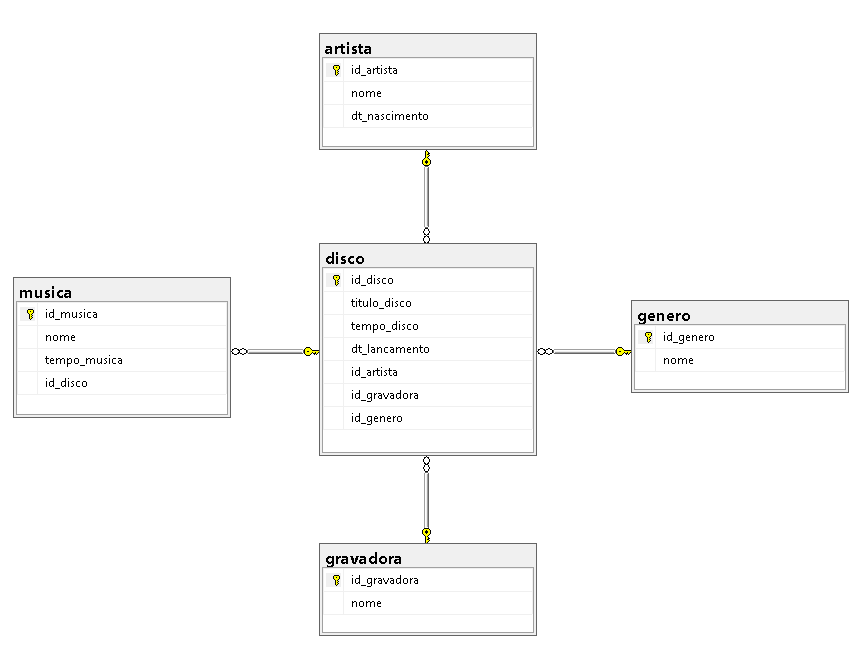 artista
id_artista
nome
dt_nascimento
disco
id_disco
titulo_disco
tempo_disco
dt_lancamento
id_artista
id_gravadora
id_genero
musica
id_musica
nome
tempo_musica
id_disco
genero
id_genero
nome
gravadora
id_gravadora
nome